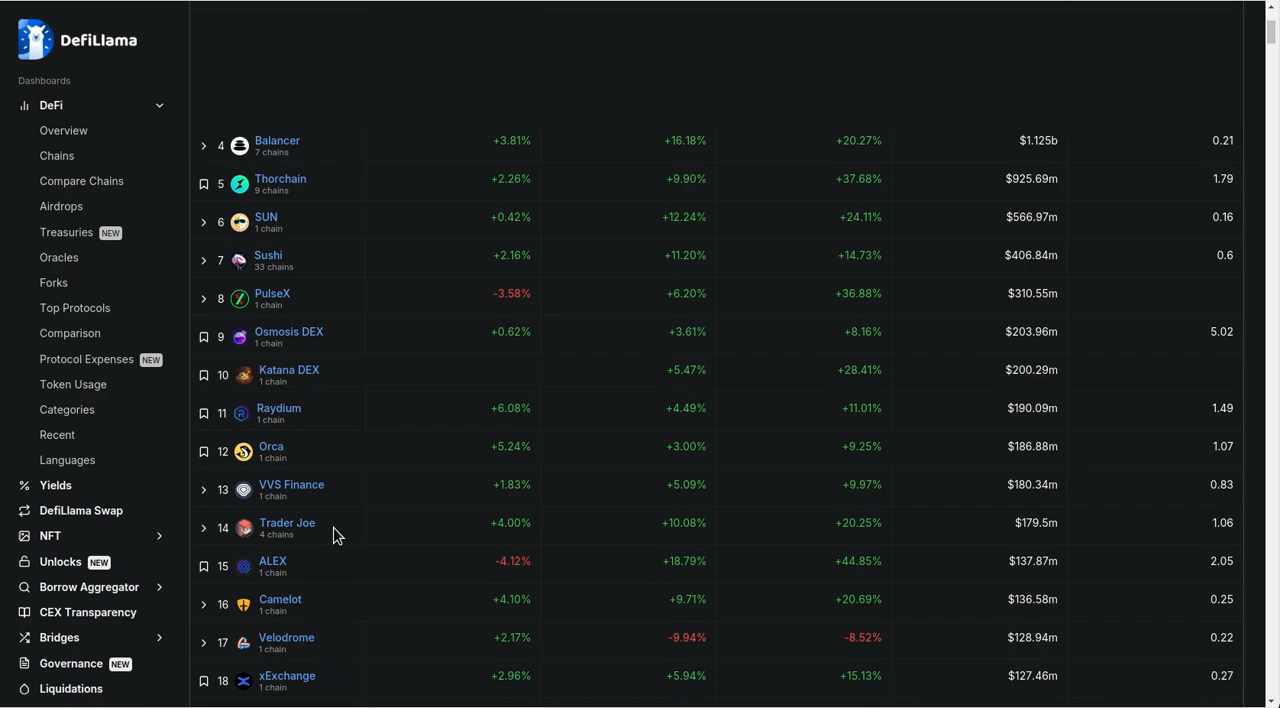 DefiLlama
Dashboards
DeFi
Overview
Chains
Compare Chains
Airdrops
Treasuries NEW
Oracles
Forks
Top Protocols
Comparison
Protocol Expenses NEW
Token Usage
Categories
Recent
Languages
Yields
DefiLlama Swap
NFT
Unlocks NEW
Borrow Aggregator
CEX Transparency
Bridges
Governance NEW
Liquidations
4 Balancer +3.81% +16.18% +20.27% $1.125b 0.21
7 chains
5 Thorchain +2.26% +9.90% +37.68% $925.69m 1.79
9 chains
6 SUN +0.42% +12.24% +24.11% $566.97m 0.16
1 chain
7 Sushi +2.16% +11.20% +14.73% $406.84m 0.6
33 chains
8 PulseX -3.58% +6.20% +36.88% $310.55m
1 chain
9 Osmosis DEX +0.62% +3.61% +8.16% $203.96m 5.02
1 chain
10 Katana DEX +5.47% +28.41% $200.29m
1 chain
11 Raydium +6.08% +4.49% +11.01% $190.09m 1.49
1 chain
12 Orca +5.24% +3.00% +9.25% $186.88m 1.07
1 chain
13 VVS Finance +1.83% +5.09% +9.97% $180.34m 0.83
1 chain
14 Trader Joe +4.00% +10.08% +20.25% $179.5m 1.06
4 chains
15 ALEX -4.12% +18.79% +44.85% $137.87m 2.05
1 chain
16 Camelot +4.10% +9.71% +20.69% $136.58m 0.25
1 chain
17 Velodrome +2.17% -9.94% -8.52% $128.94m 0.22
1 chain
18 xExchange +2.96% +5.94% +15.13% $127.46m 0.27
1 chain